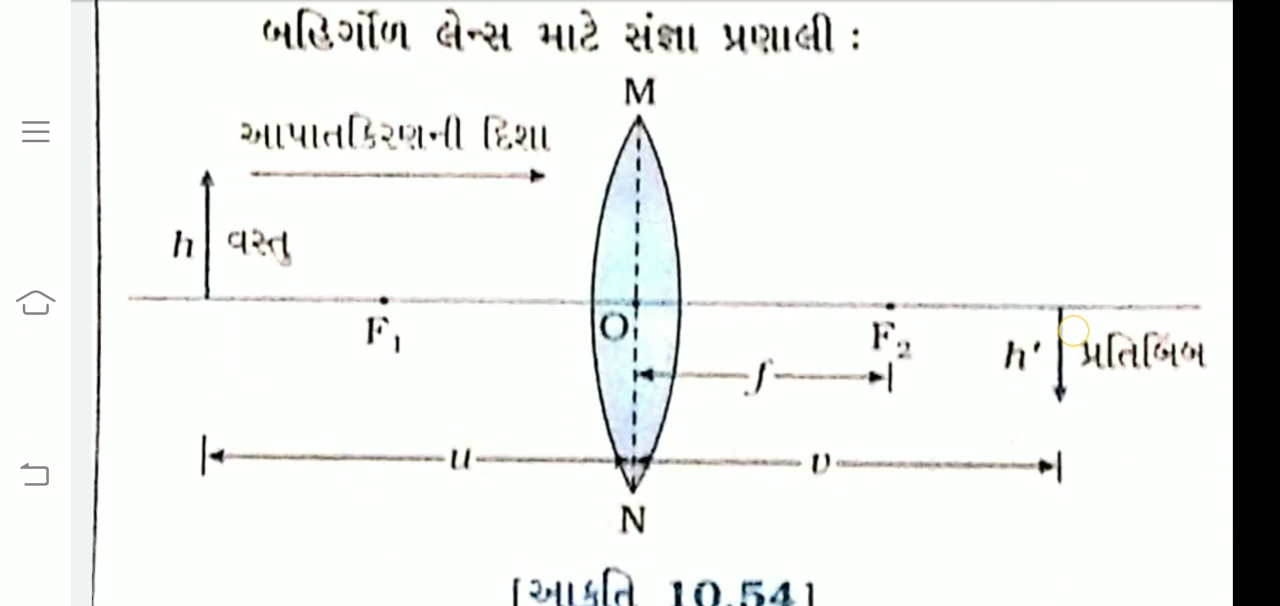 બહિર્ગોળ લેન્સ માટે સંજ્ઞા પ્રણાલી :
M
આપાતકિરણની દિશા
h વસ્તુ
F₁ O F₂ h' પ્રતિબિંબ
f
u v
N
[આકૃતિ 10.54]